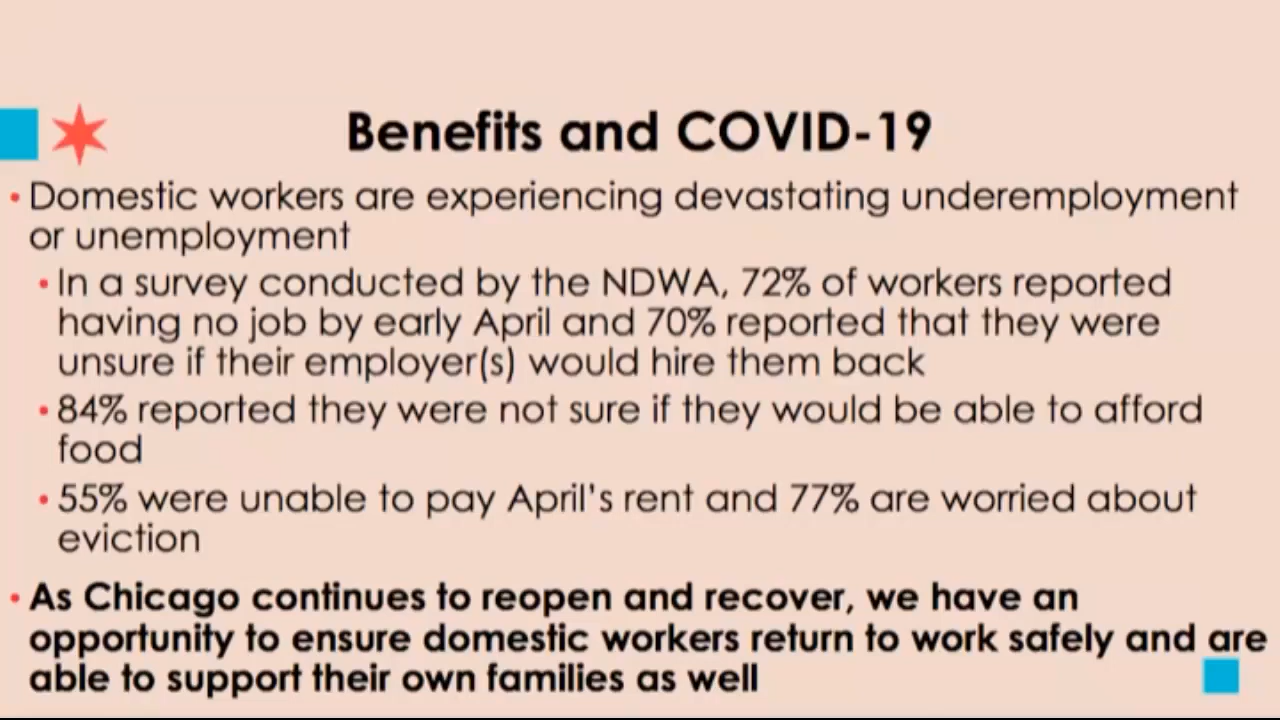 Benefits and COVID-19
• Domestic workers are experiencing devastating underemployment
or unemployment
• In a survey conducted by the NDWA, 72% of workers reported
having no job by early April and 70% reported that they were
unsure if their employer(s) would hire them back
• 84% reported they were not sure if they would be able to afford
food
• 55% were unable to pay April's rent and 77% are worried about
eviction
• As Chicago continues to reopen and recover, we have an
opportunity to ensure domestic workers return to work safely and are
able to support their own families as well